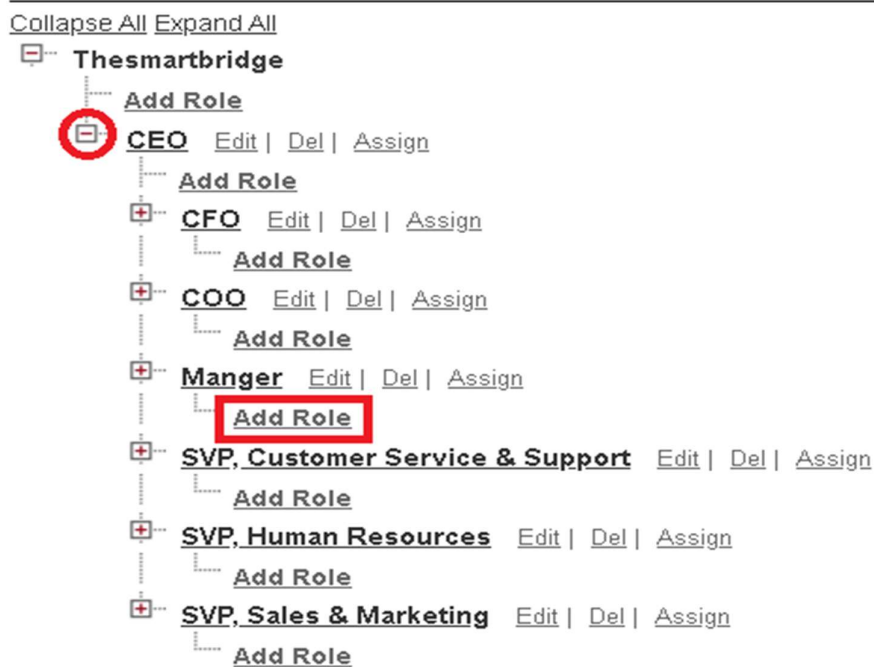 Collapse All Expand All
Thesmartbridge
Add Role
CEO Edit | Del | Assign
Add Role
CFO Edit | Del | Assign
Add Role
COO Edit | Del | Assign
Add Role
Manger Edit | Del | Assign
Add Role
SVP, Customer Service & Support Edit | Del | Assign
Add Role
SVP, Human Resources Edit | Del | Assign
Add Role
SVP, Sales & Marketing Edit | Del | Assign
Add Role